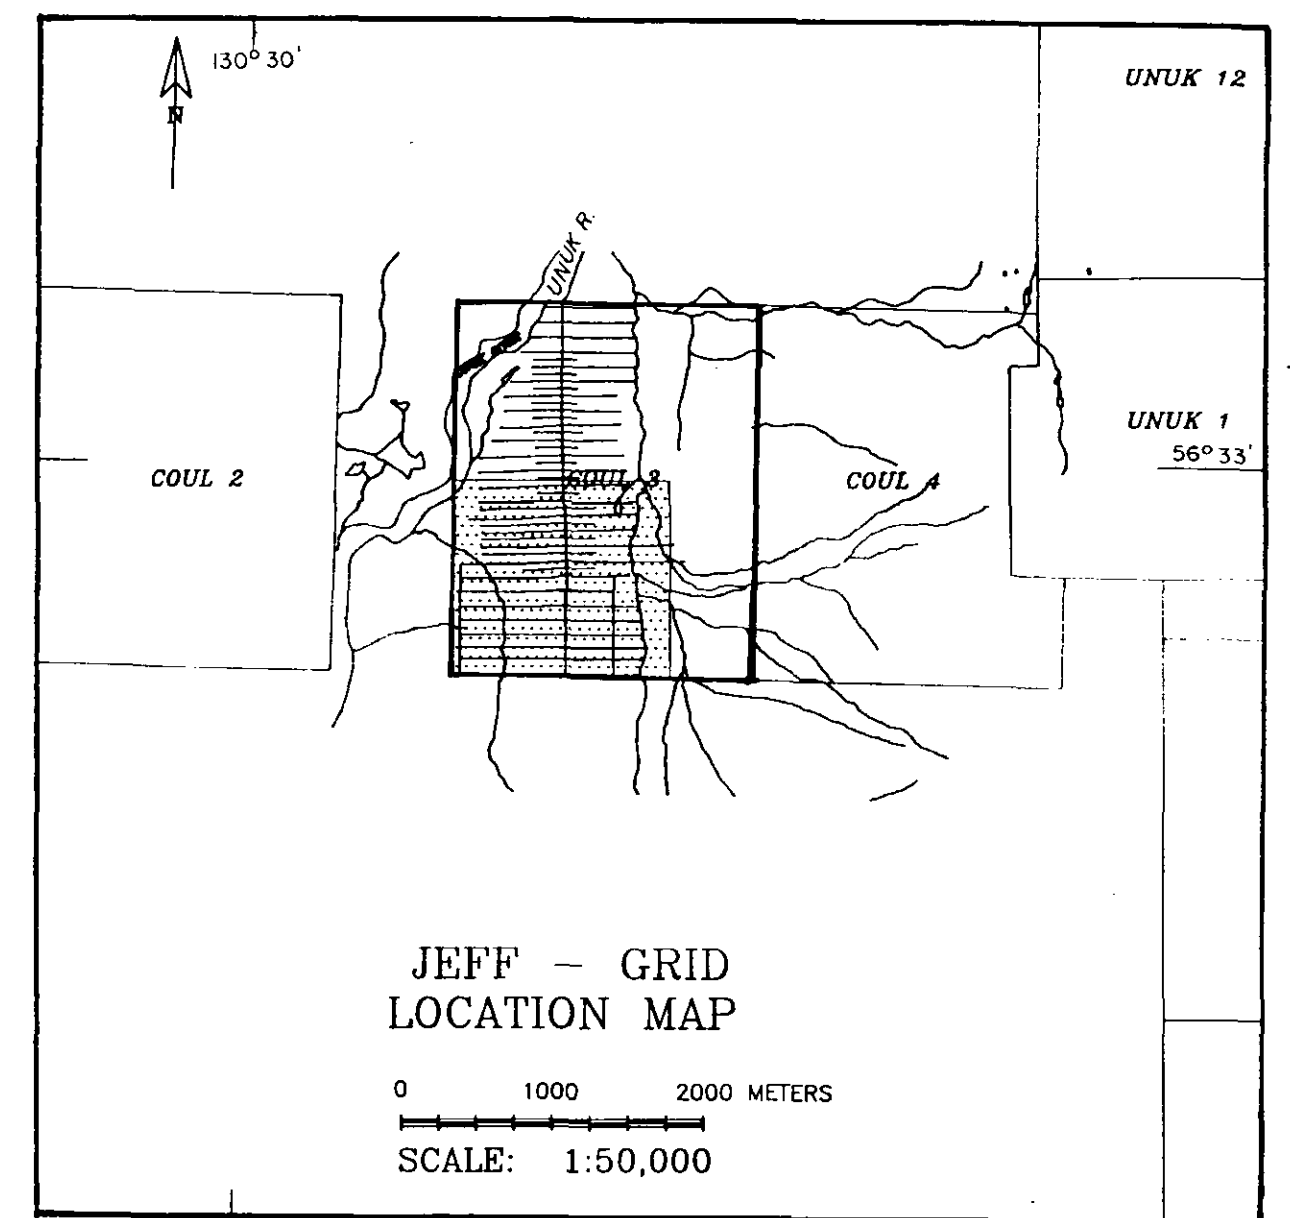 130° 30'
UNUK 12
N
UNUK R.
UNUK 1
56° 33'
COUL 2
COUL 3
COUL 4
JEFF - GRID
LOCATION MAP
0 1000 2000 METERS
SCALE: 1:50,000